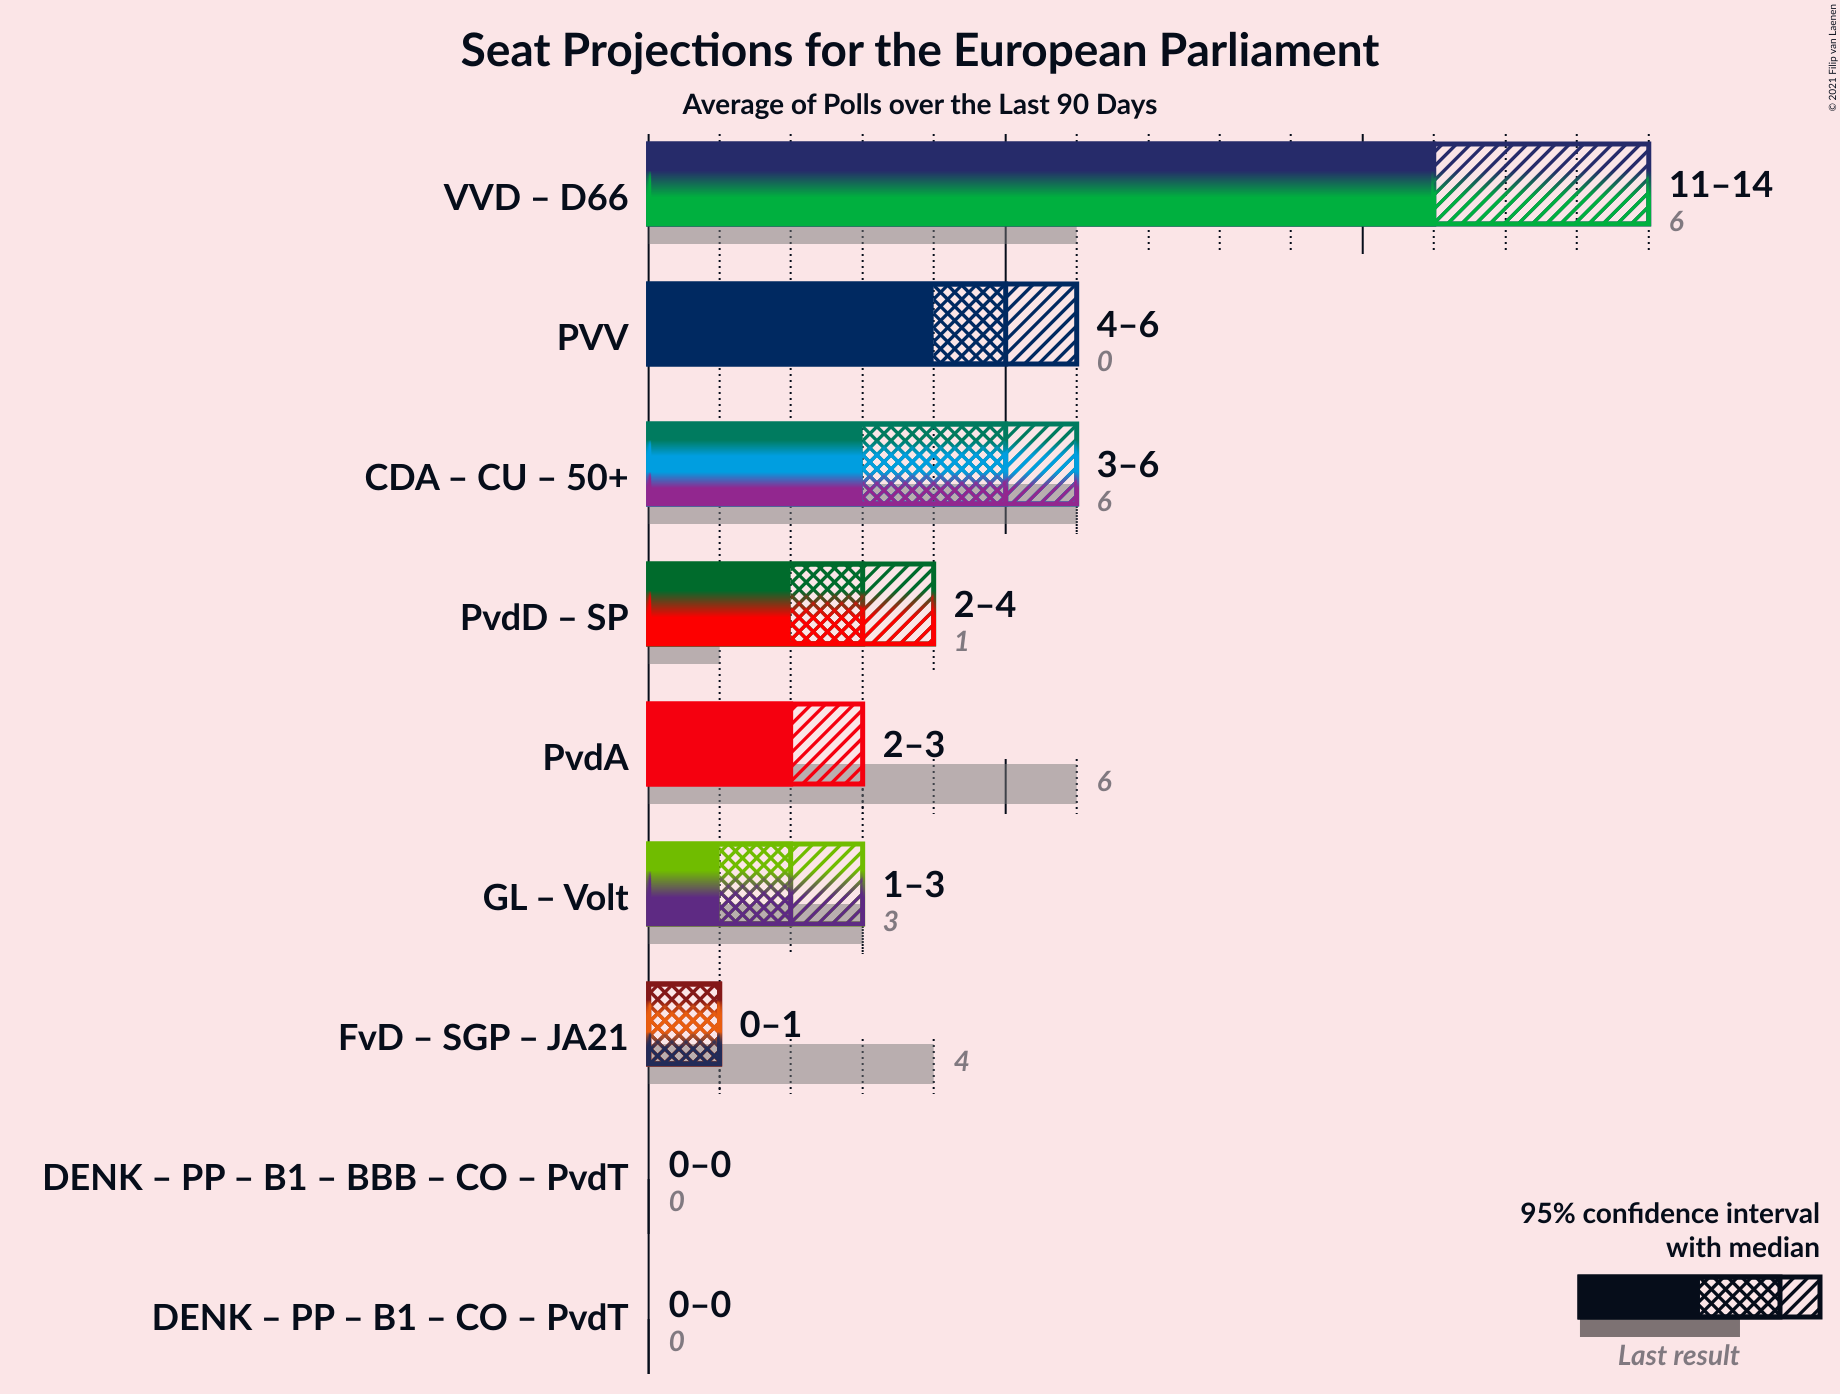 Seat Projections for the European Parliament
Average of Polls over the Last 90 Days
© 2021 Filip van Laenen
VVD – D66
11–14
6
PVV
4–6
0
CDA – CU – 50+
3–6
6
PvdD – SP
2–4
1
PvdA
2–3
6
GL – Volt
1–3
3
FvD – SGP – JA21
0–1
4
DENK – PP – B1 – BBB – CO – PvdT
0–0
0
DENK – PP – B1 – CO – PvdT
0–0
0
95% confidence interval
with median
Last result